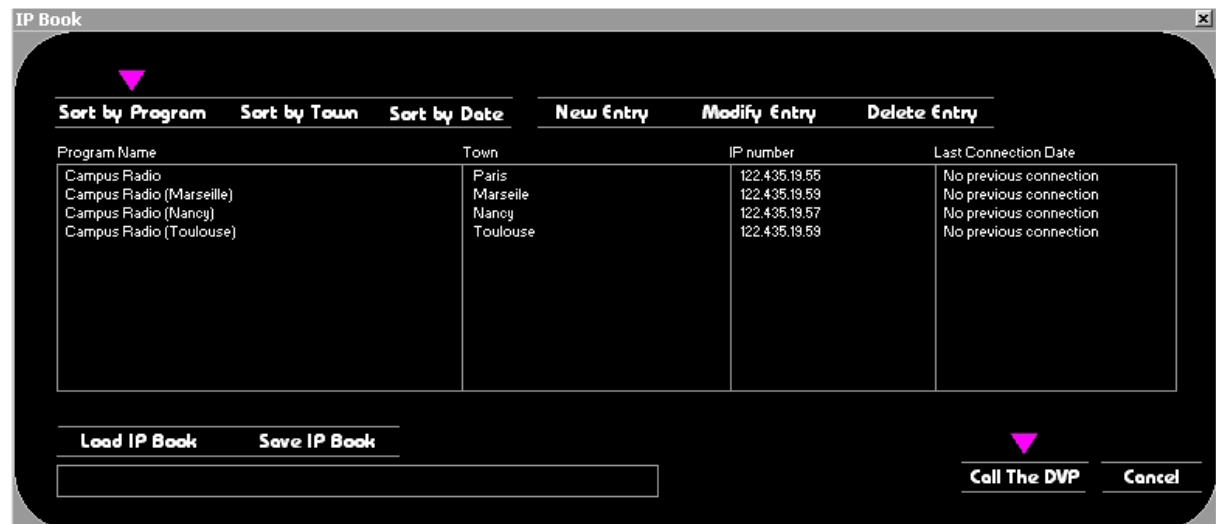 IP Book
Sort by Program Sort by Town Sort by Date New Entry Modify Entry Delete Entry
Program Name Town IP number Last Connection Date
Campus Radio Paris 122.435.19.55 No previous connection
Campus Radio (Marseille) Marseile 122.435.19.59 No previous connection
Campus Radio (Nancy) Nancy 122.435.19.57 No previous connection
Campus Radio (Toulouse) Toulouse 122.435.19.59 No previous connection
Load IP Book Save IP Book
Call The DVP Cancel